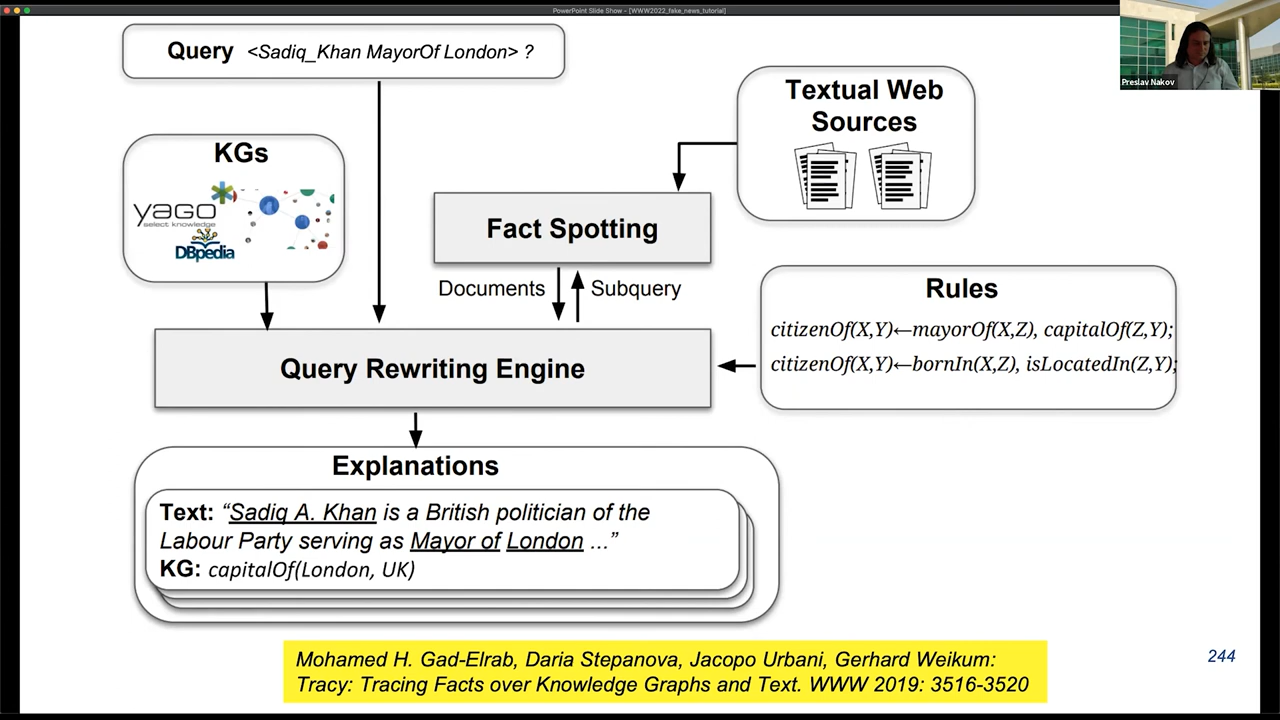 PowerPoint Slide Show - [WWW2022_fake_news_tutorial]
Query <Sadiq_Khan MayorOf London> ?
Preslav Nakov
Textual Web
Sources
KGs
yago
select knowledge
DBpedia
Fact Spotting
Documents
Subquery
Rules
citizenOf(X,Y)←mayorOf(X,Z), capitalOf(Z,Y);
citizenOf(X,Y)←bornIn(X,Z), isLocatedIn(Z,Y);
Query Rewriting Engine
Explanations
Text: “Sadiq A. Khan is a British politician of the
Labour Party serving as Mayor of London ...”
KG: capitalOf(London, UK)
Mohamed H. Gad-Elrab, Daria Stepanova, Jacopo Urbani, Gerhard Weikum:
Tracy: Tracing Facts over Knowledge Graphs and Text. WWW 2019: 3516-3520
244